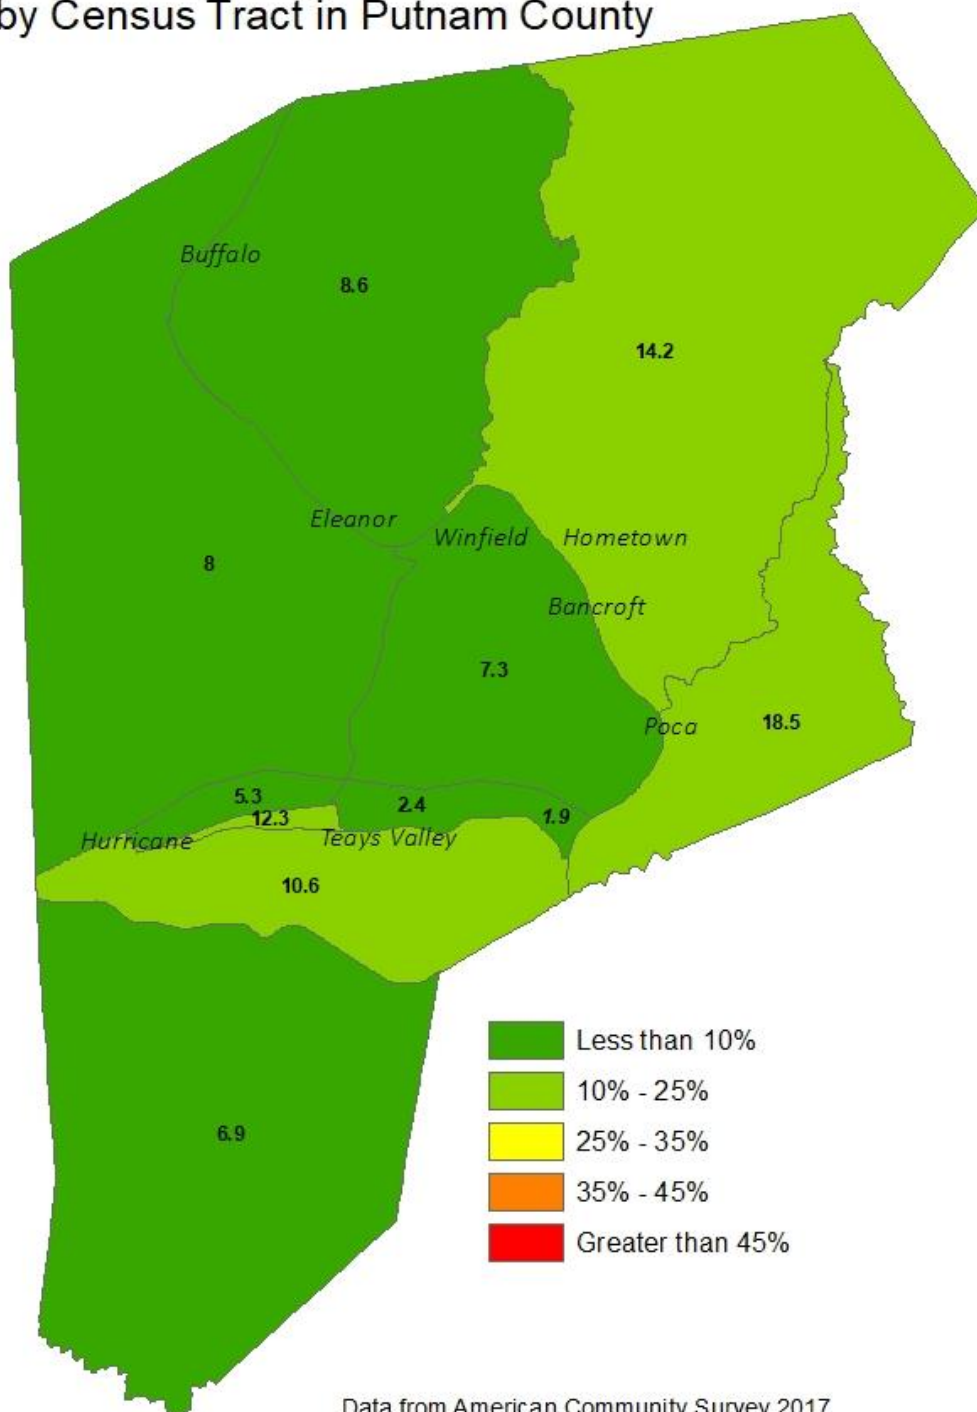 by Census Tract in Putnam County
Buffalo
8.6
14.2
Eleanor
Winfield
Hometown
8
Bancroft
7.3
Poca
18.5
5.3
2.4
12.3
1.9
Hurricane
Teays Valley
10.6
Less than 10%
10% - 25%
25% - 35%
6.9
35% - 45%
Greater than 45%
Data from American Community Survey 2017